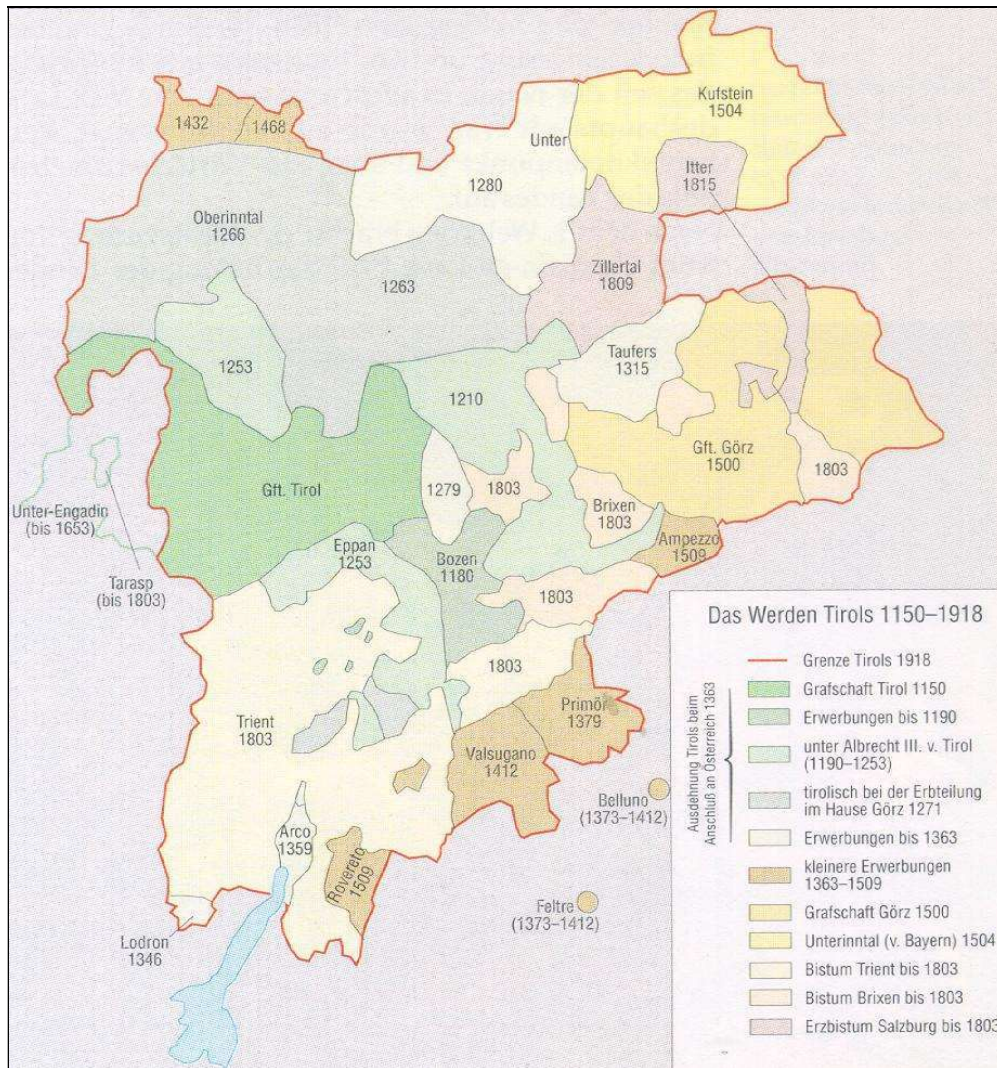 Kufstein
1504
1432
1468
Unter
Itter
1815
1280
Oberinntal
1266
Zillertal
1809
1263
Taufers
1315
1253
1210
Gft. Görz
1500
1803
Gft. Tirol
1279
1803
Brixen
1803
Unter-Engadin
(bis 1653)
Eppan
1253
Bozen
1180
Ampezzo
1509
Tarasp
(bis 1803)
1803
1803
Primör
1379
Trient
1803
Valsugano
1412
Belluno
(1373–1412)
Arco
1359
Rovereto
1509
Feltre
(1373–1412)
Lodron
1346
Das Werden Tirols 1150–1918
Grenze Tirols 1918
Ausdehnung Tirols beim
Anschluß an Österreich 1363
Grafschaft Tirol 1150
Erwerbungen bis 1190
unter Albrecht III. v. Tirol
(1190–1253)
tirolisch bei der Erbteilung
im Hause Görz 1271
Erwerbungen bis 1363
kleinere Erwerbungen
1363–1509
Grafschaft Görz 1500
Unterinntal (v. Bayern) 1504
Bistum Trient bis 1803
Bistum Brixen bis 1803
Erzbistum Salzburg bis 1803